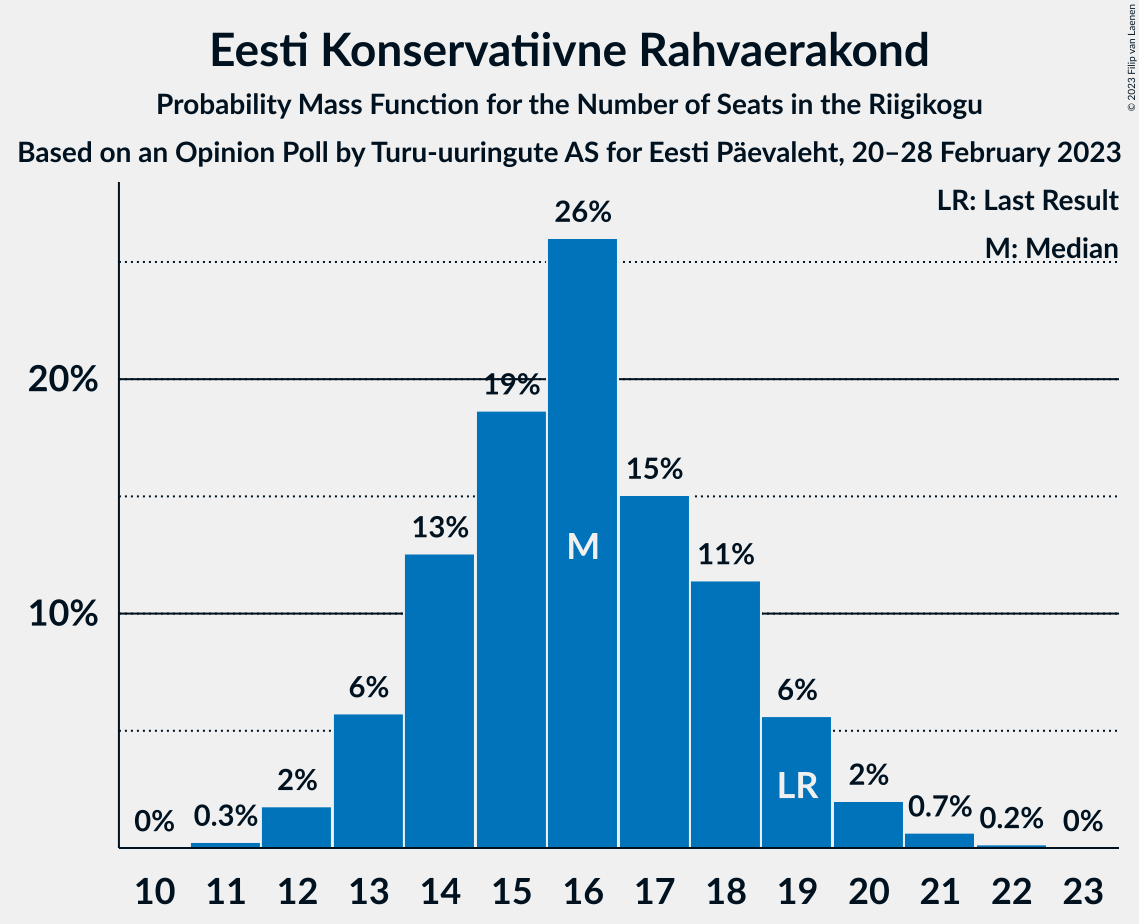 Eesti Konservatiivne Rahvaerakond
Probability Mass Function for the Number of Seats in the Riigikogu
Based on an Opinion Poll by Turu-uuringute AS for Eesti Päevaleht, 20–28 February 2023
© 2023 Filip van Laenen
LR: Last Result
M: Median
26%
20%
19%
15%
13%
M
11%
10%
6%
6%
LR
2%
2%
0%
0.3%
0.7%
0.2%
0%
10 11 12 13 14 15 16 17 18 19 20 21 22 23